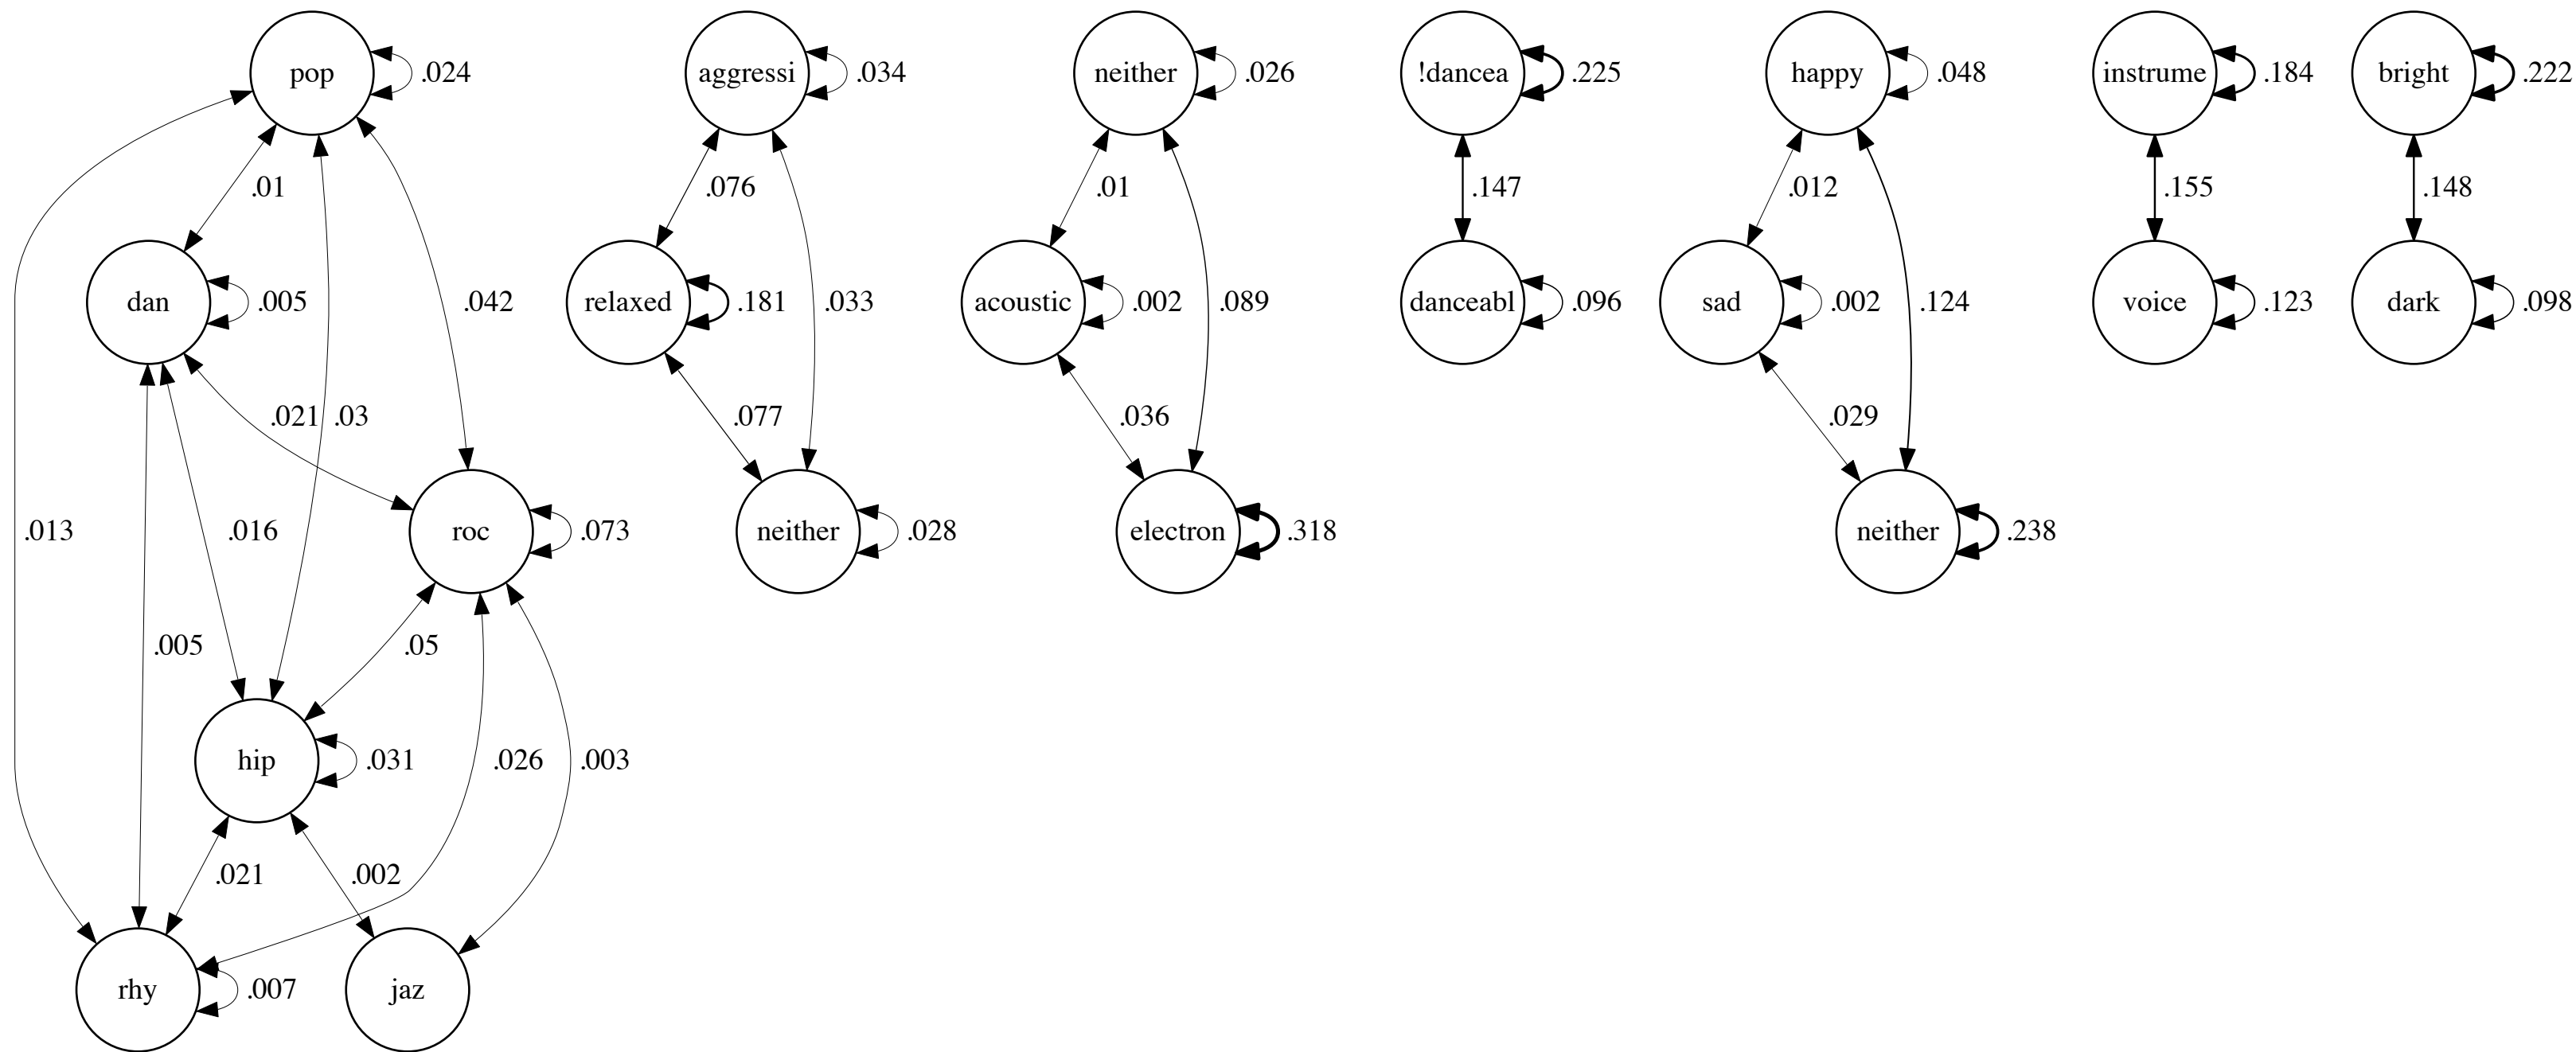 pop .024 aggressi .034 neither .026 !dancea .225 happy .048 instrume .184 bright .222
.01 .076 .01 .147 .012 .155 .148
dan .005 .042 relaxed .181 .033 acoustic .002 .089 danceabl .096 sad .002 .124 voice .123 dark .098
.021 .03 .077 .036 .029
.013 .016 roc .073 neither .028 electron .318 neither .238
.005 .05
hip .031 .026 .003
.021 .002
rhy .007 jaz